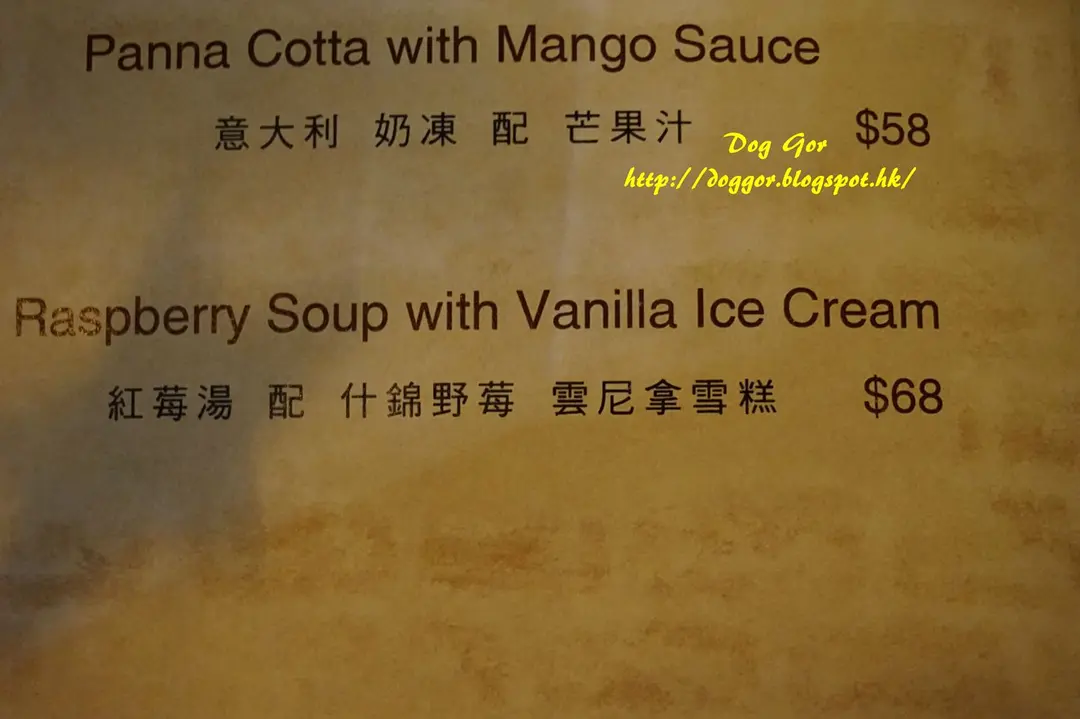 Panna Cotta with Mango Sauce
意大利 奶凍 配 芒果汁 $58
Dog Gor
http://doggor.blogspot.hk/
Raspberry Soup with Vanilla Ice Cream
紅莓湯 配 什錦野莓 雲尼拿雪糕 $68